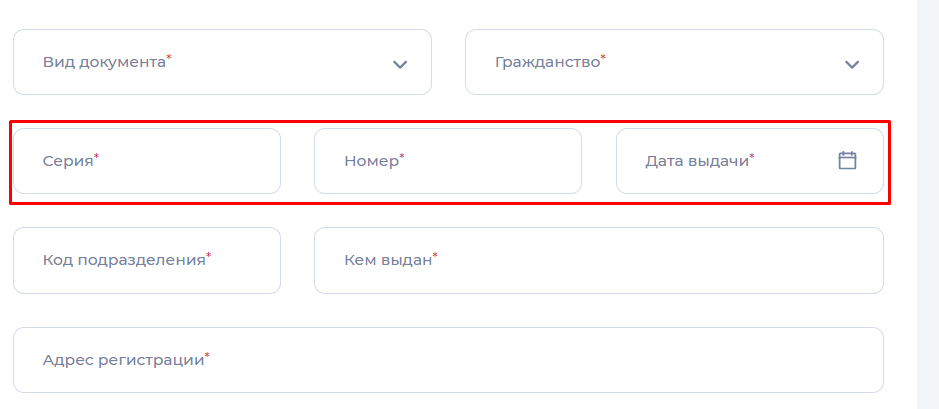 Вид документа*
Гражданство*
Серия*
Номер*
Дата выдачи*
Код подразделения*
Кем выдан*
Адрес регистрации*